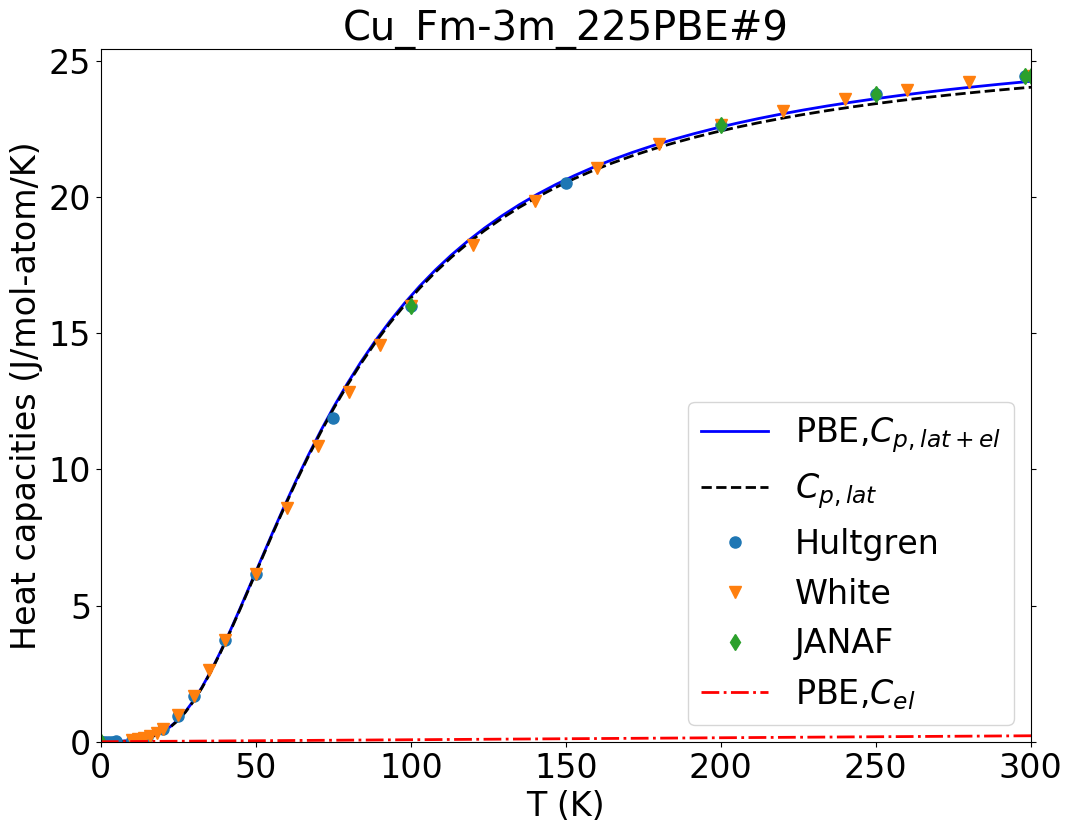 Cu_Fm-3m_225PBE#9
Heat capacities (J/mol-atom/K)
25
20
15
10
5
0
PBE,C_{p, lat+el}
C_{p, lat}
Hultgren
White
JANAF
PBE,C_{el}
0 50 100 150 200 250 300
T (K)